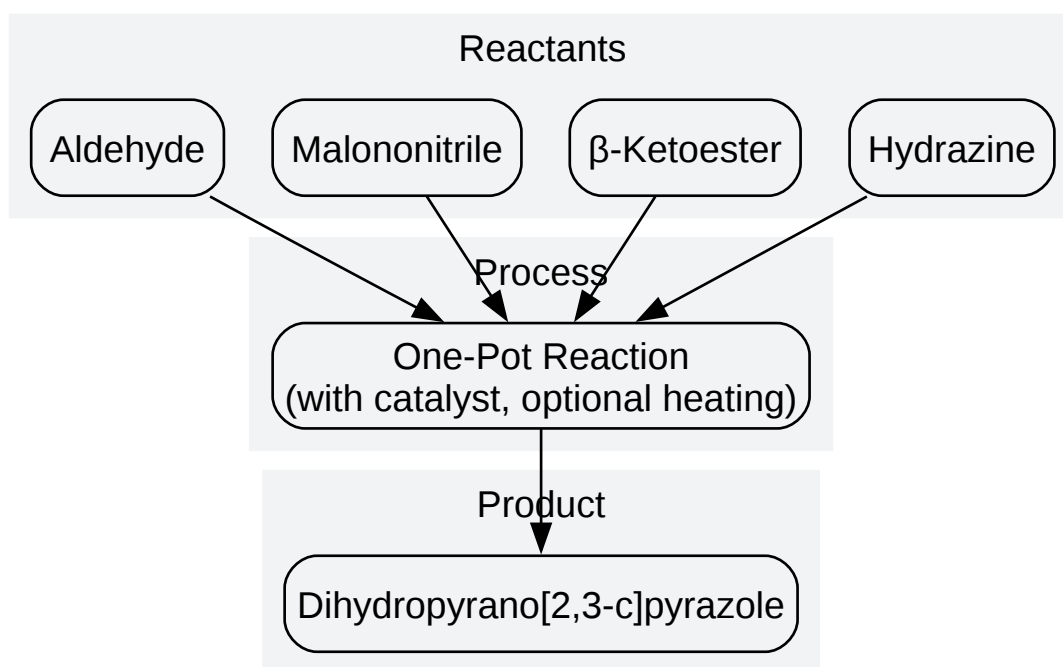 Reactants
Aldehyde
Malononitrile
β-Ketoester
Hydrazine
Process
One-Pot Reaction
(with catalyst, optional heating)
Product
Dihydropyrano[2,3-c]pyrazole